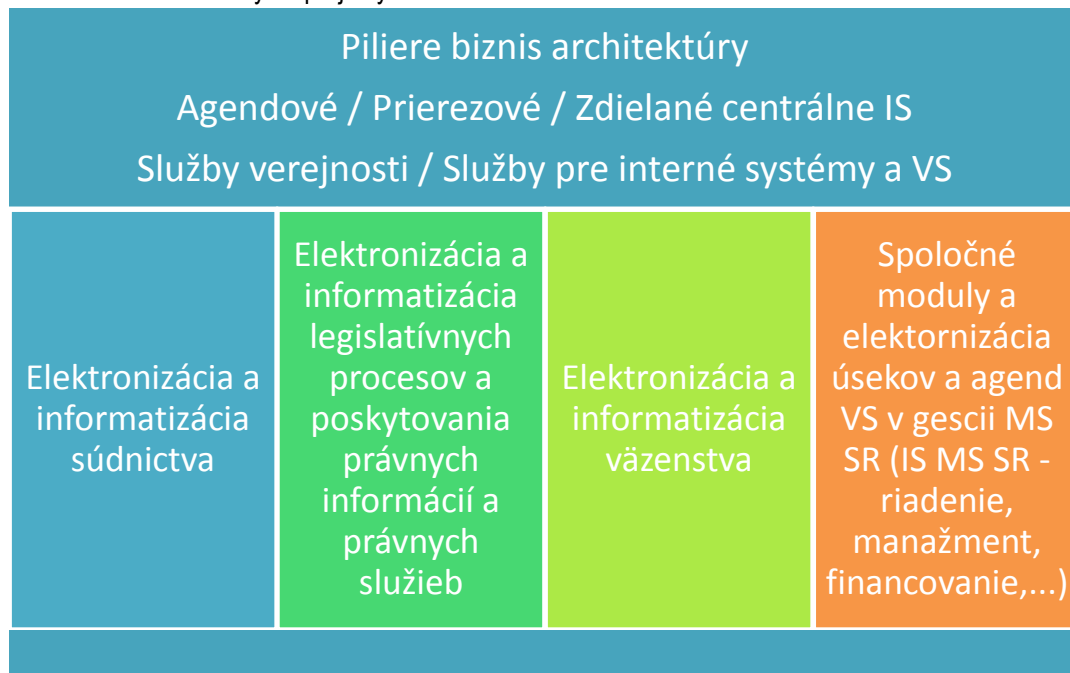 Piliere biznis architektúry
Agendové / Prierezové / Zdielané centrálne IS
Služby verejnosti / Služby pre interné systémy a VS
Elektronizácia a
informatizácia
súdnictva
Elektronizácia a
informatizácia
legislatívnych
procesov a
poskytovania
právnych
informácií a
právnych
služieb
Elektronizácia a
informatizácia
väzenstva
Spoločné
moduly a
elektornizácia
úsekov a agend
VS v gescii MS
SR (IS MS SR -
riadenie,
manažment,
financovanie,...)